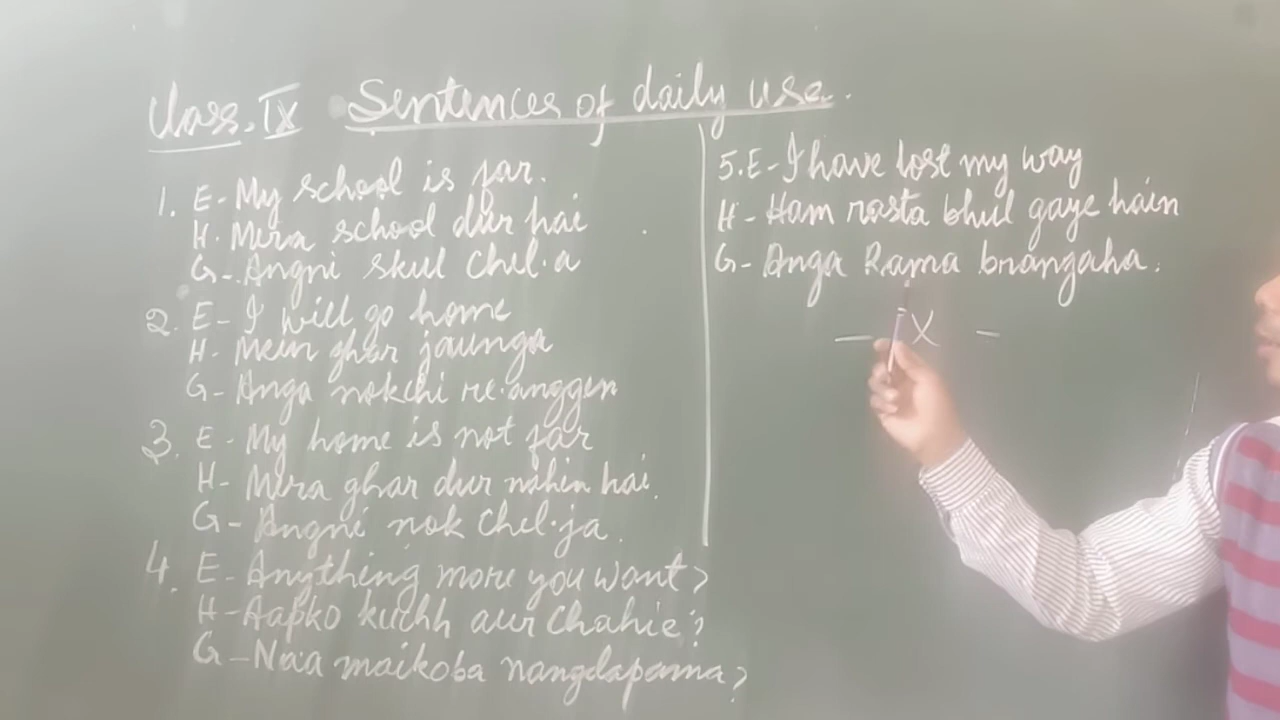 Class. IX Sentences of daily use.
1. E - My school is far.
H - Mera school dur hai
G - Angni skul chel·a
2. E - I will go home
H - Mein ghar jaunga
G - Anga nokchi re·anggen
3. E - My home is not far
H - Mera ghar dur nahin hai.
G - Angni nok chel·ja.
4. E - Anything more you want?
H - Aapko kuchh aur chahie?
G - Na'a maikoba nangdapama?
5. E - I have lost my way
H - Ham rasta bhul gaye hain
G - Anga Rama brangaha.
— X —